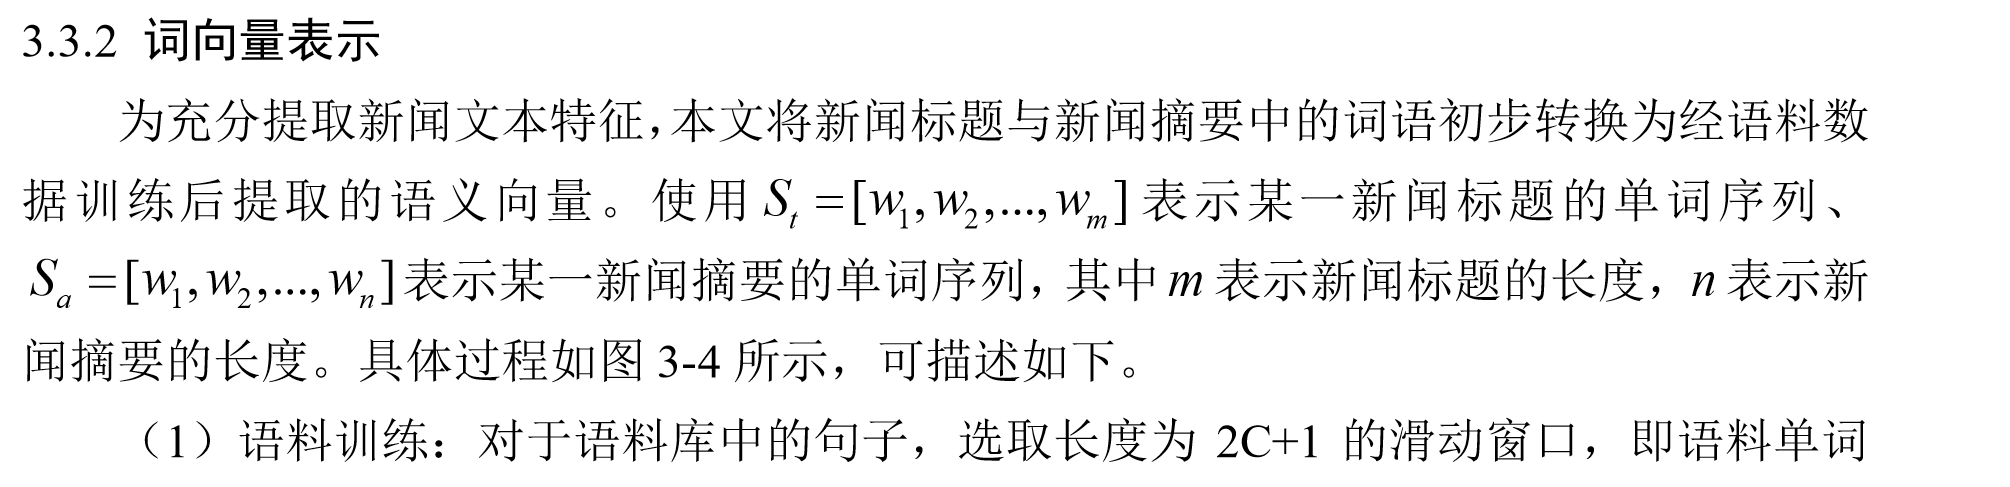 3.3.2 词向量表示
为充分提取新闻文本特征，本文将新闻标题与新闻摘要中的词语初步转换为经语料数
据训练后提取的语义向量。使用 S_t =[w_1, w_2,..., w_m] 表示某一新闻标题的单词序列、
S_a =[w_1, w_2,..., w_n] 表示某一新闻摘要的单词序列，其中 m 表示新闻标题的长度，n 表示新
闻摘要的长度。具体过程如图 3-4 所示，可描述如下。
（1）语料训练：对于语料库中的句子，选取长度为 2C+1 的滑动窗口，即语料单词